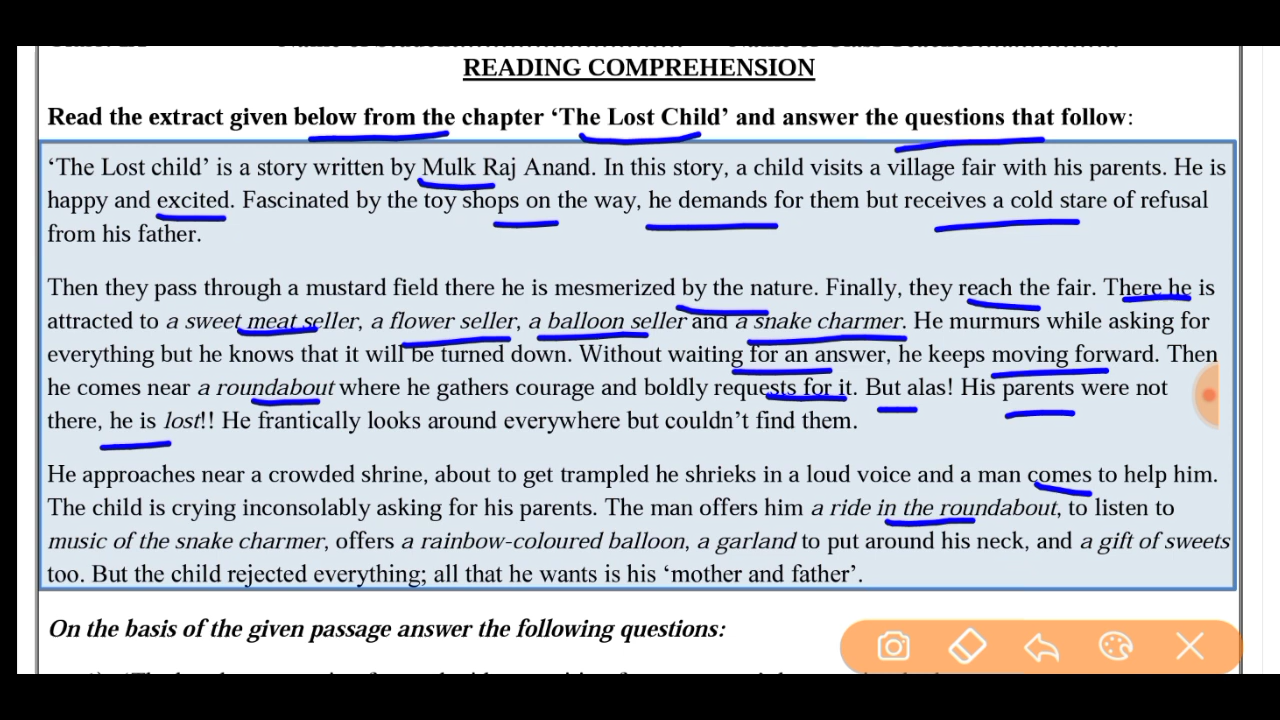 READING COMPREHENSION
Read the extract given below from the chapter ‘The Lost Child’ and answer the questions that follow:
‘The Lost child’ is a story written by Mulk Raj Anand. In this story, a child visits a village fair with his parents. He is
happy and excited. Fascinated by the toy shops on the way, he demands for them but receives a cold stare of refusal
from his father.
Then they pass through a mustard field there he is mesmerized by the nature. Finally, they reach the fair. There he is
attracted to a sweet meat seller, a flower seller, a balloon seller and a snake charmer. He murmurs while asking for
everything but he knows that it will be turned down. Without waiting for an answer, he keeps moving forward. Then
he comes near a roundabout where he gathers courage and boldly requests for it. But alas! His parents were not
there, he is lost!! He frantically looks around everywhere but couldn’t find them.
He approaches near a crowded shrine, about to get trampled he shrieks in a loud voice and a man comes to help him.
The child is crying inconsolably asking for his parents. The man offers him a ride in the roundabout, to listen to
music of the snake charmer, offers a rainbow-coloured balloon, a garland to put around his neck, and a gift of sweets
too. But the child rejected everything; all that he wants is his ‘mother and father’.
On the basis of the given passage answer the following questions: